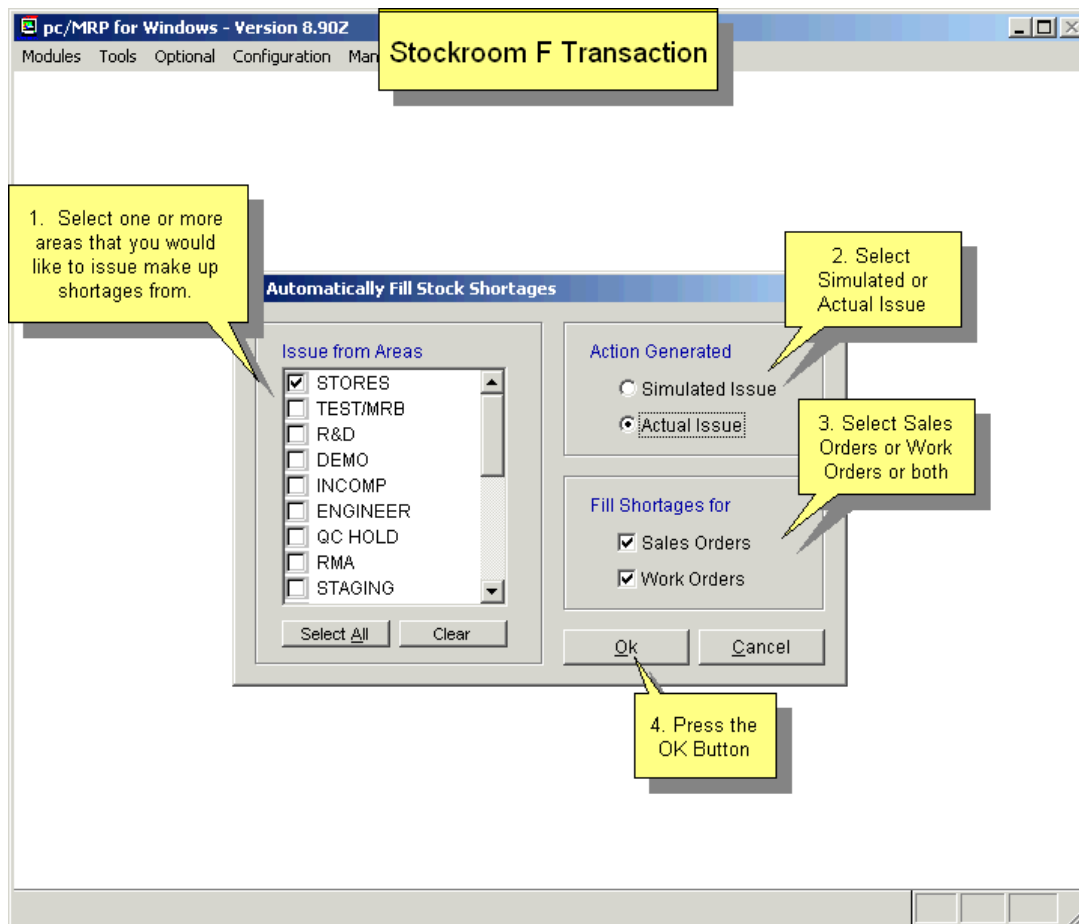 pc/MRP for Windows - Version 8.90Z
Modules Tools Optional Configuration Man
Stockroom F Transaction
1. Select one or more
areas that you would
like to issue make up
shortages from.
2. Select
Simulated or
Actual Issue
Automatically Fill Stock Shortages
Issue from Areas
STORES
TEST/MRB
R&D
DEMO
INCOMP
ENGINEER
QC HOLD
RMA
STAGING
Select All Clear
Action Generated
Simulated Issue
Actual Issue
3. Select Sales
Orders or Work
Orders or both
Fill Shortages for
Sales Orders
Work Orders
Ok Cancel
4. Press the
OK Button